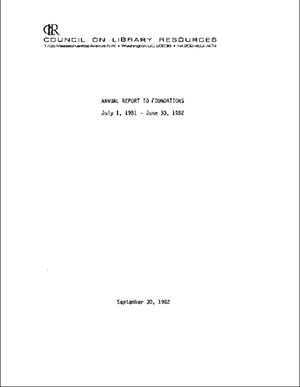 CLR
COUNCIL ON LIBRARY RESOURCES
1785 Massachusetts Avenue N.W. • Washington D.C. 20036 • Tel. 202-483-7474
ANNUAL REPORT TO FOUNDATIONS
July 1, 1981 - June 30, 1982
September 30, 1982